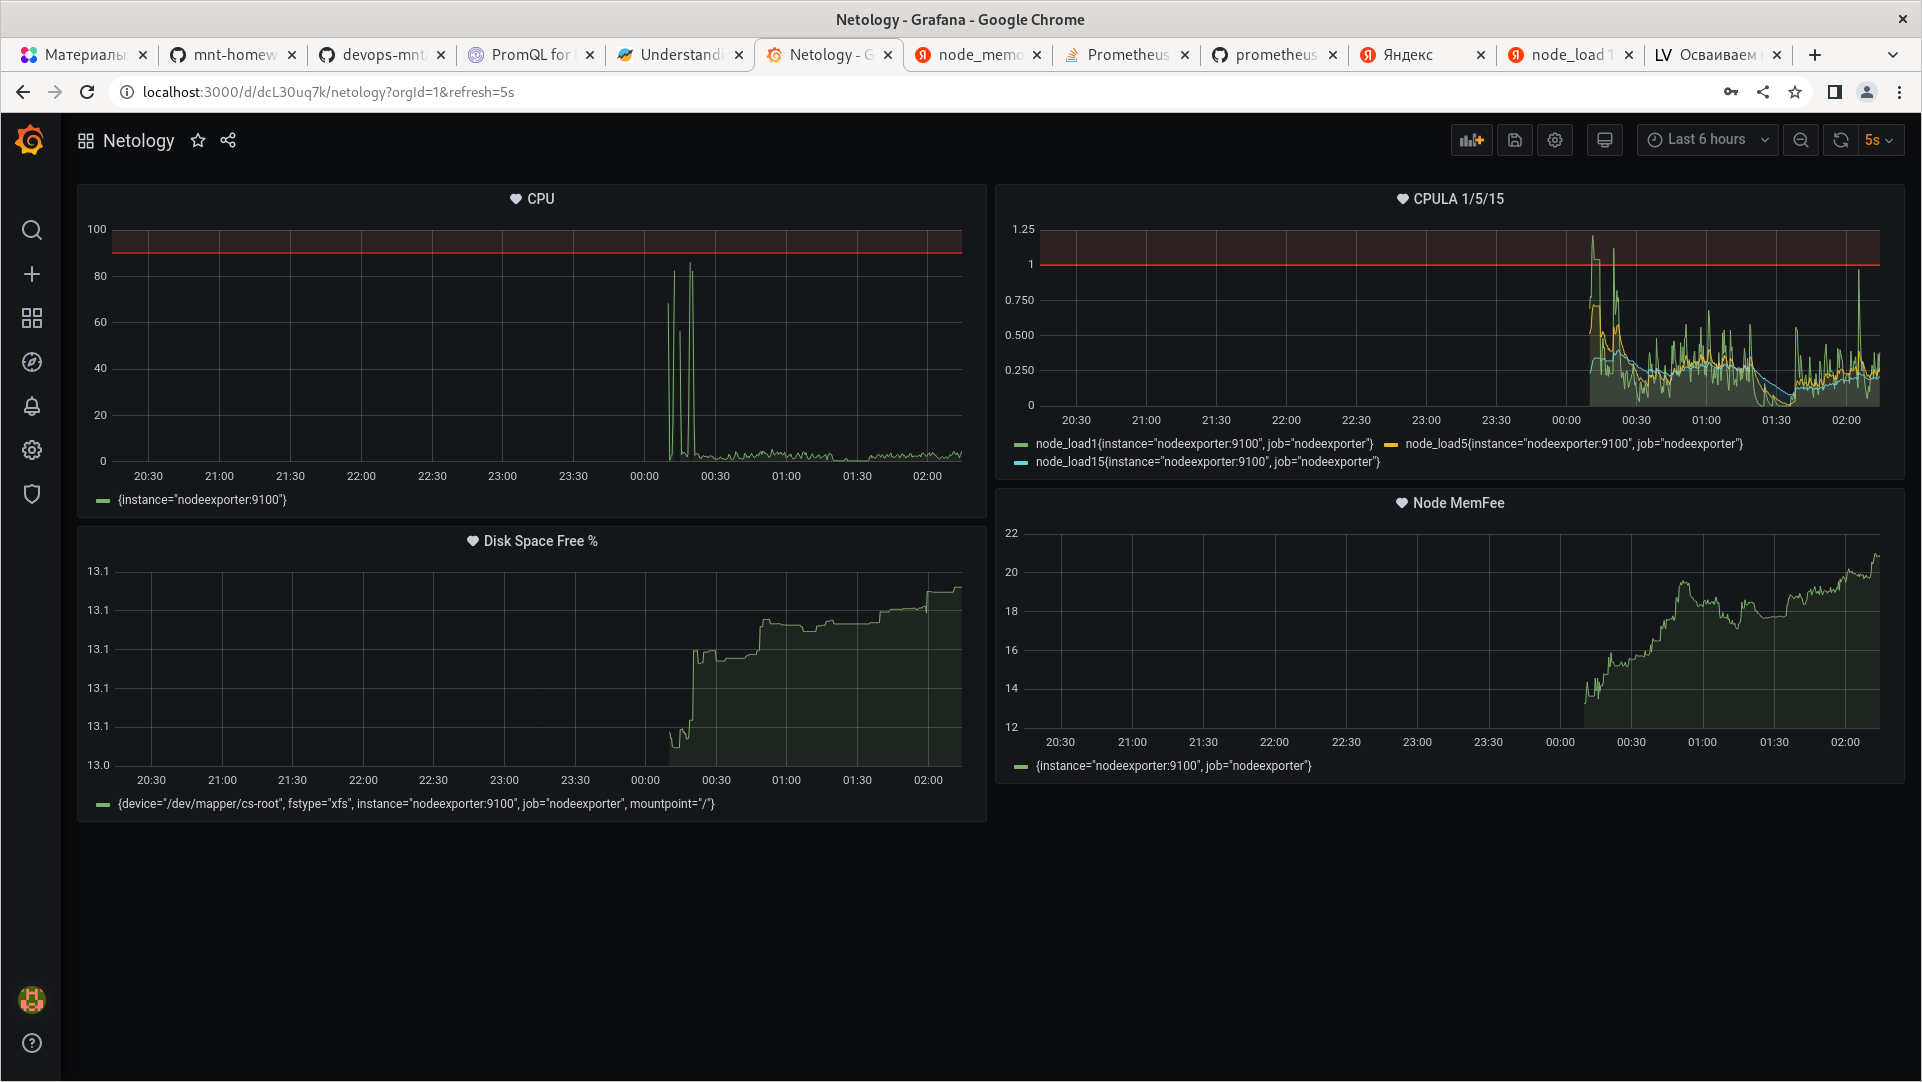 Netology - Grafana - Google Chrome
Материалы
mnt-homew
devops-mnt
PromQL for
Understandi
Netology - G
node_memo
Prometheus
prometheus
Яндекс
node_load 1
LV Осваиваем
localhost:3000/d/dcL30uq7k/netology?orgId=1&refresh=5s
Netology
Last 6 hours
5s
CPU
100
80
60
40
20
0
20:30 21:00 21:30 22:00 22:30 23:00 23:30 00:00 00:30 01:00 01:30 02:00
{instance="nodeexporter:9100"}
CPULA 1/5/15
1.25
1
0.750
0.500
0.250
0
20:30 21:00 21:30 22:00 22:30 23:00 23:30 00:00 00:30 01:00 01:30 02:00
node_load1{instance="nodeexporter:9100", job="nodeexporter"} node_load5{instance="nodeexporter:9100", job="nodeexporter"}
node_load15{instance="nodeexporter:9100", job="nodeexporter"}
Disk Space Free %
13.1
13.1
13.1
13.1
13.1
13.0
20:30 21:00 21:30 22:00 22:30 23:00 23:30 00:00 00:30 01:00 01:30 02:00
{device="/dev/mapper/cs-root", fstype="xfs", instance="nodeexporter:9100", job="nodeexporter", mountpoint="/"}
Node MemFee
22
20
18
16
14
12
20:30 21:00 21:30 22:00 22:30 23:00 23:30 00:00 00:30 01:00 01:30 02:00
{instance="nodeexporter:9100", job="nodeexporter"}